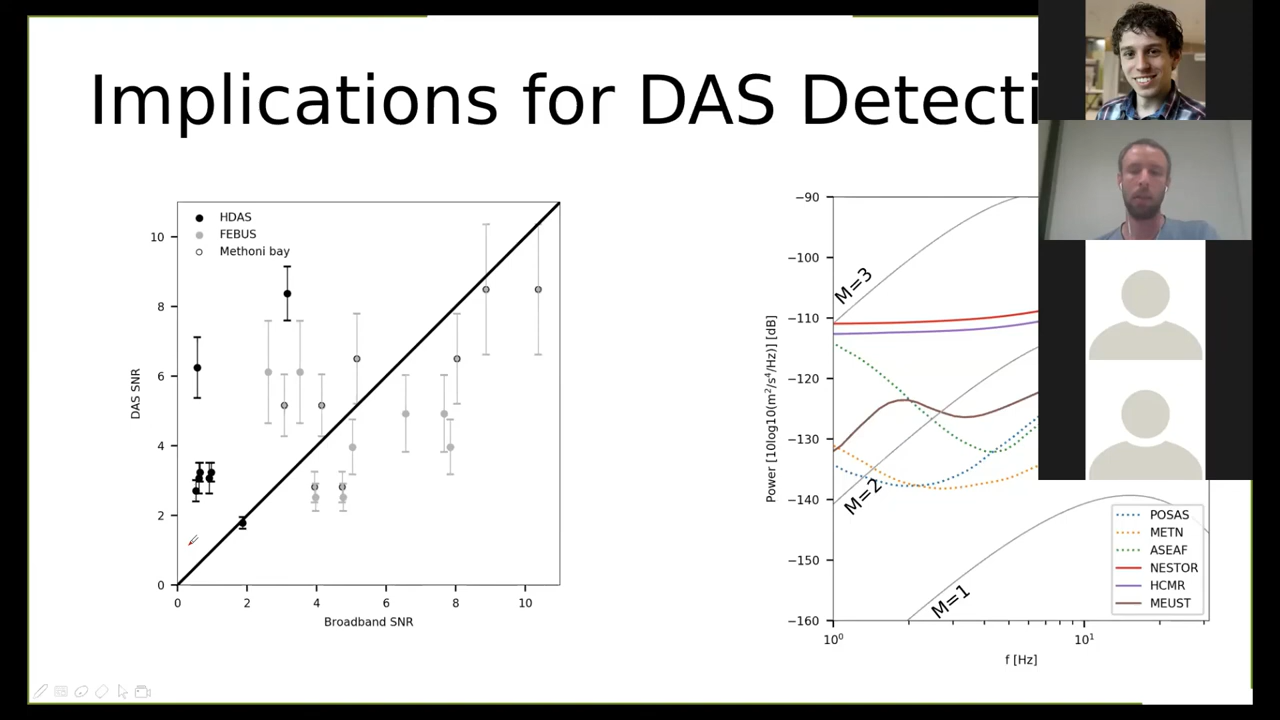 Implications for DAS Detecti
HDAS
FEBUS
Methoni bay
10
8
6
4
2
0
DAS SNR
0 2 4 6 8 10
Broadband SNR
−90
−100
−110
−120
−130
−140
−150
−160
Power [10log10(m²/s⁴/Hz)] [dB]
M=3
M=2
M=1
POSAS
METN
ASEAF
NESTOR
HCMR
MEUST
10⁰ 10¹
f [Hz]